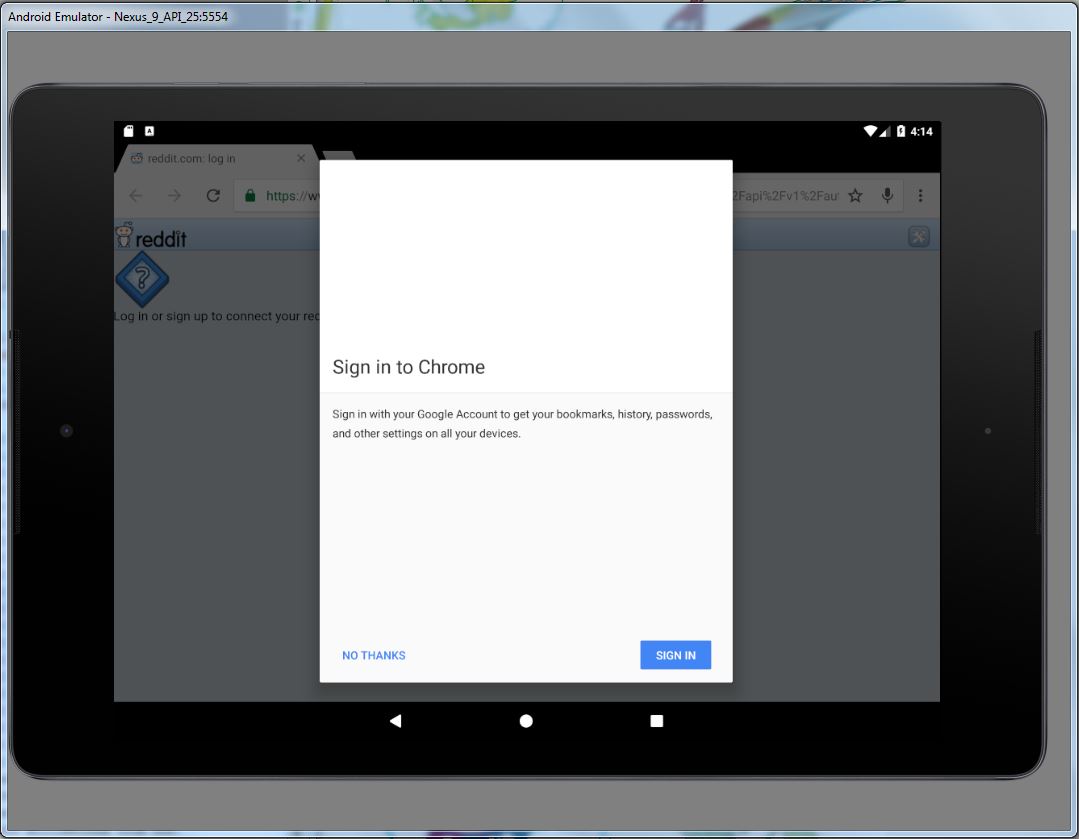 Android Emulator - Nexus_9_API_25:5554
A
4:14
reddit.com: log in
https://w
2Fapi%2Fv1%2Fau
reddit
?
Log in or sign up to connect your rec
Sign in to Chrome
Sign in with your Google Account to get your bookmarks, history, passwords,
and other settings on all your devices.
NO THANKS
SIGN IN